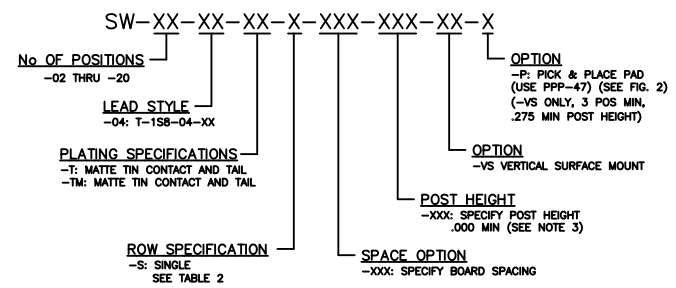 SW-XX-XX-XX-X-XXX-XXX-XX-X
No OF POSITIONS
-02 THRU -20
LEAD STYLE
-04: T-1S8-04-XX
PLATING SPECIFICATIONS
-T: MATTE TIN CONTACT AND TAIL
-TM: MATTE TIN CONTACT AND TAIL
ROW SPECIFICATION
-S: SINGLE
SEE TABLE 2
SPACE OPTION
-XXX: SPECIFY BOARD SPACING
POST HEIGHT
-XXX: SPECIFY POST HEIGHT
.000 MIN (SEE NOTE 3)
OPTION
-VS VERTICAL SURFACE MOUNT
OPTION
-P: PICK & PLACE PAD
(USE PPP-47) (SEE FIG. 2)
(-VS ONLY, 3 POS MIN,
.275 MIN POST HEIGHT)